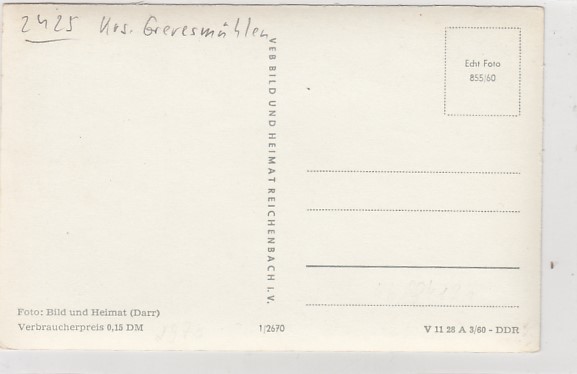 2425 Krs. Grevesmühlen
VEB BILD UND HEIMAT REICHENBACH I. V.
Echt Foto
855/60
Foto: Bild und Heimat (Darr)
Verbraucherpreis 0,15 DM
1/2670
V 11 28 A 3/60 - DDR